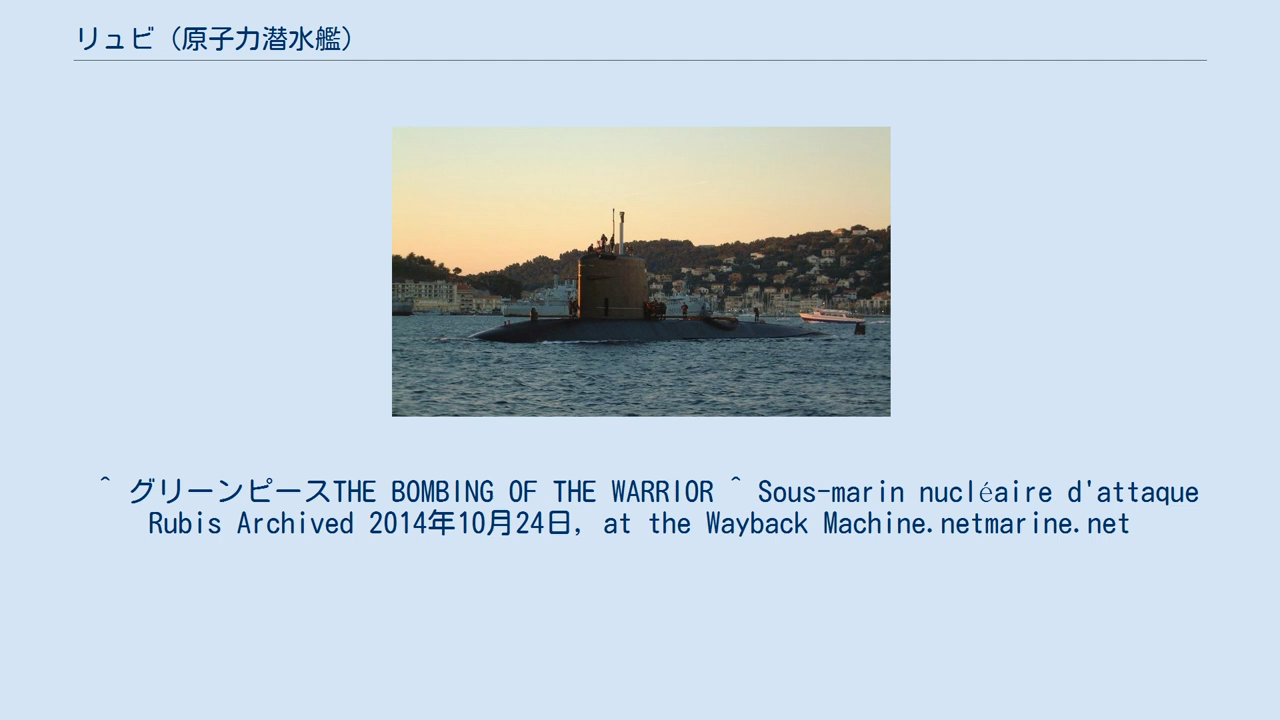 リュビ（原子力潜水艦）
^ グリーンピースTHE BOMBING OF THE WARRIOR ^ Sous-marin nucléaire d'attaque
Rubis Archived 2014年10月24日, at the Wayback Machine.netmarine.net